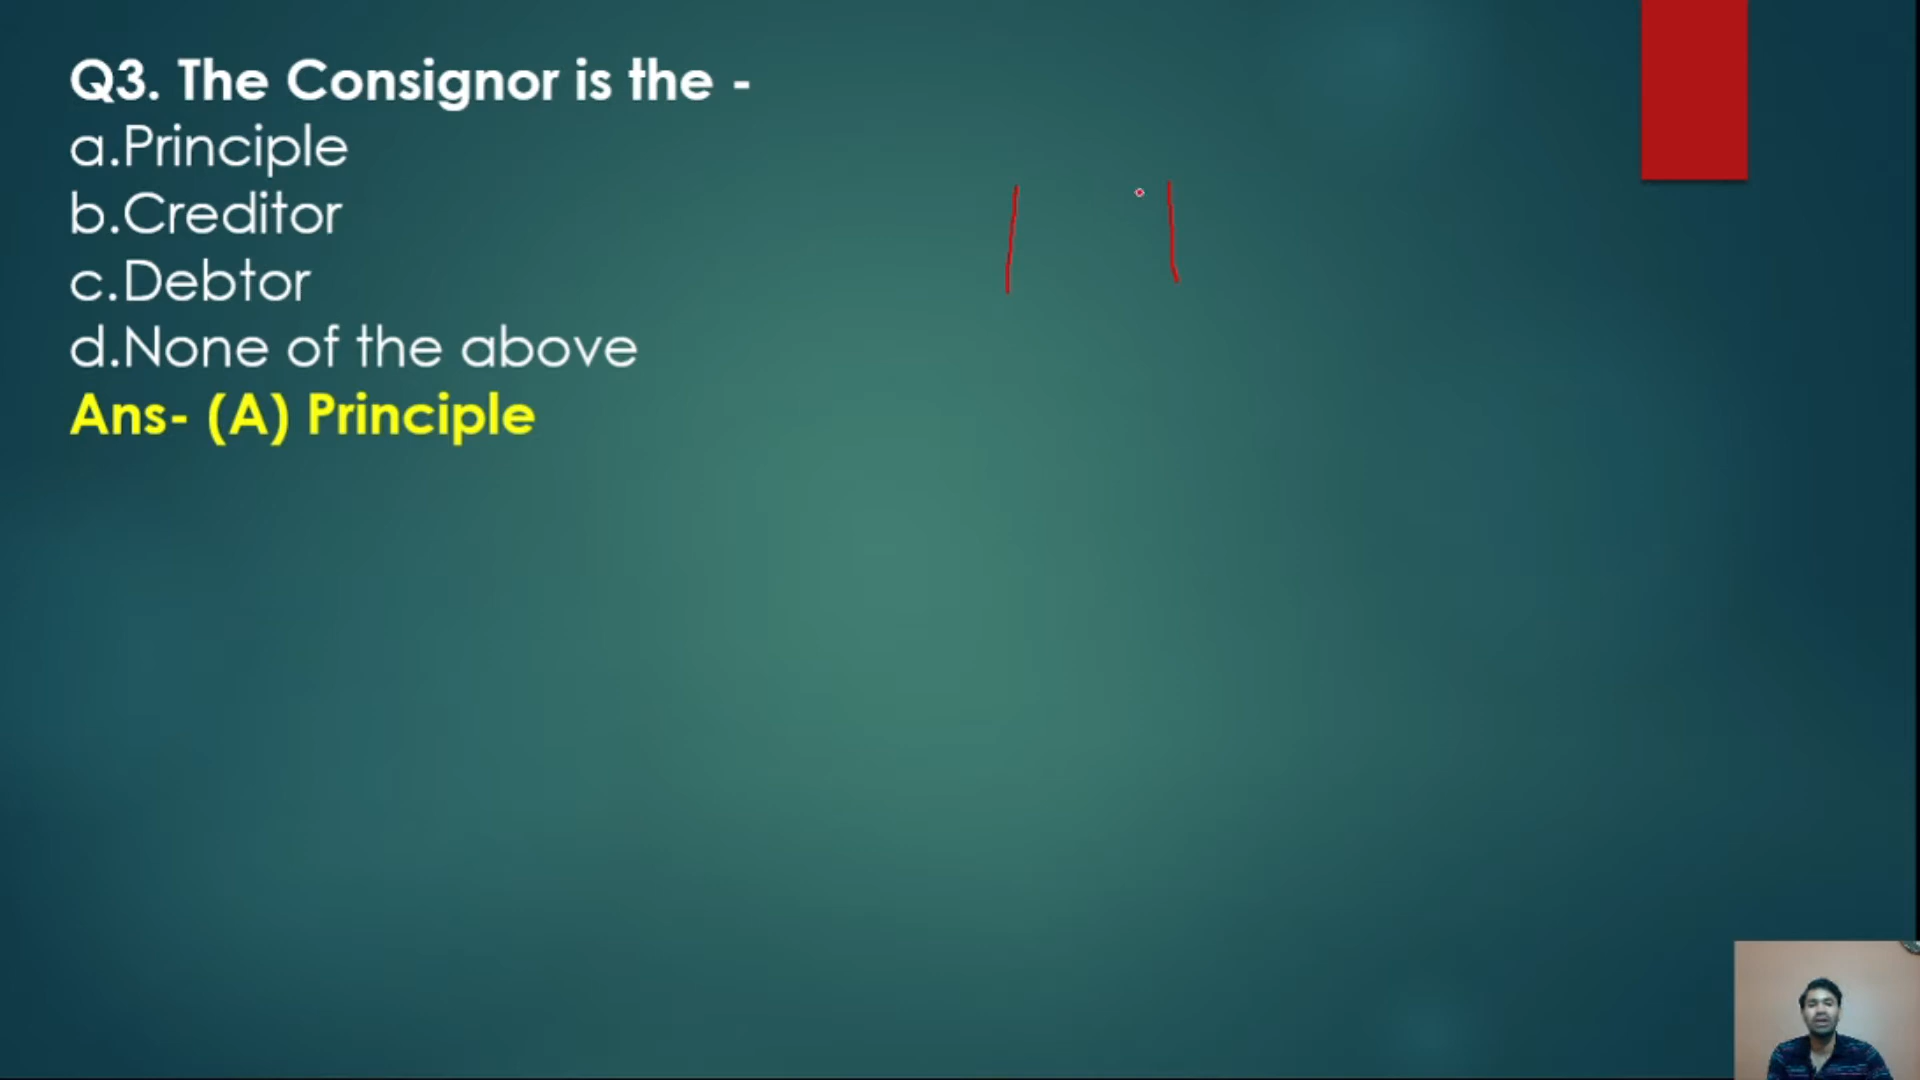 Q3. The Consignor is the -
a.Principle
b.Creditor
c.Debtor
d.None of the above
Ans- (A) Principle